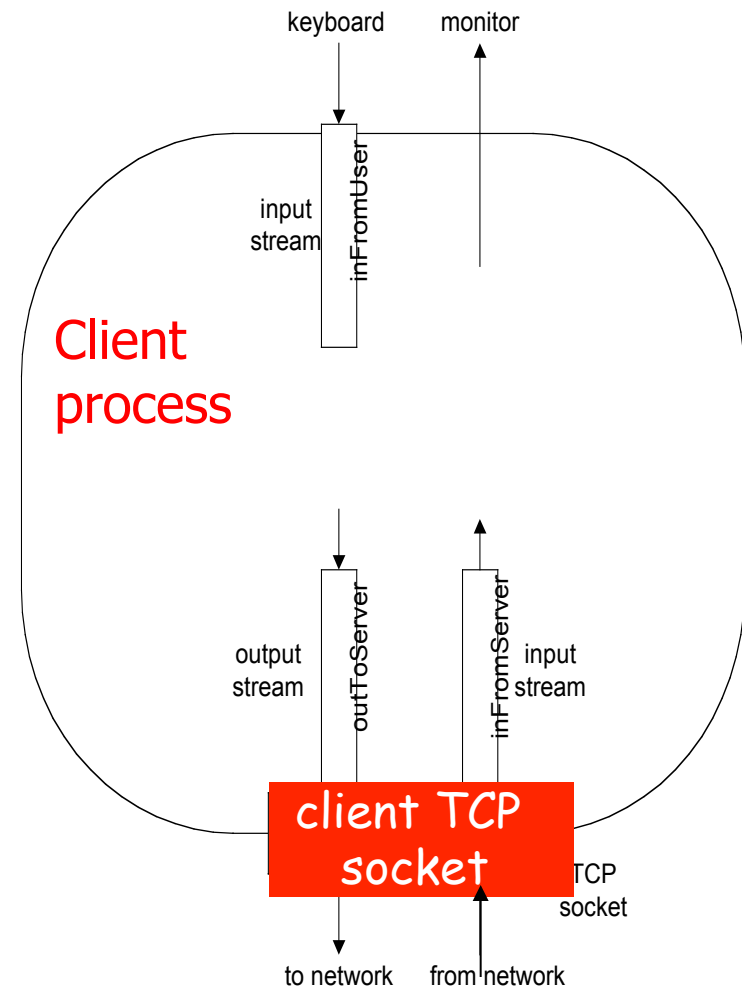 keyboard
monitor
inFromUser
input
stream
Client
process
output
stream
outToServer
inFromServer
input
stream
client TCP
socket
TCP
socket
to network
from network